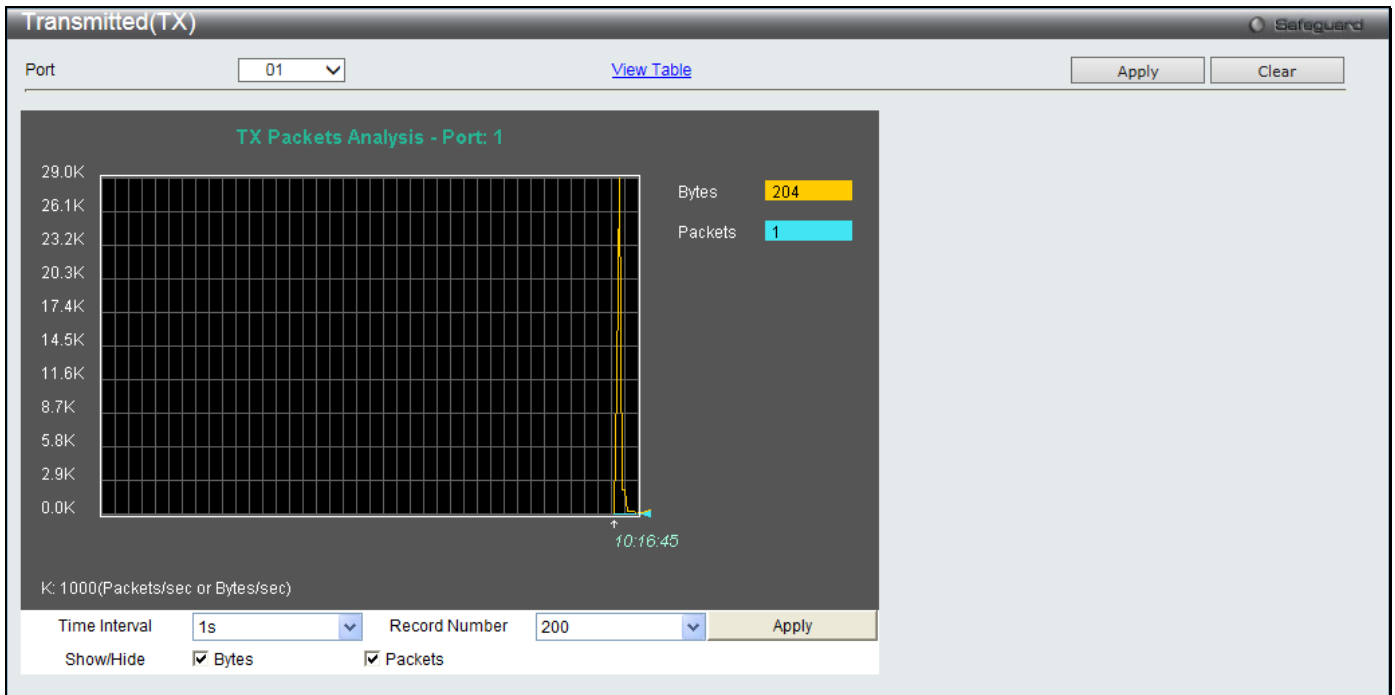 Transmitted(TX)
Safeguard
Port 01 View Table Apply Clear
TX Packets Analysis - Port: 1
29.0K
26.1K
23.2K
20.3K
17.4K
14.5K
11.6K
8.7K
5.8K
2.9K
0.0K
Bytes 204
Packets 1
10:16:45
K: 1000(Packets/sec or Bytes/sec)
Time Interval 1s Record Number 200 Apply
Show/Hide Bytes Packets